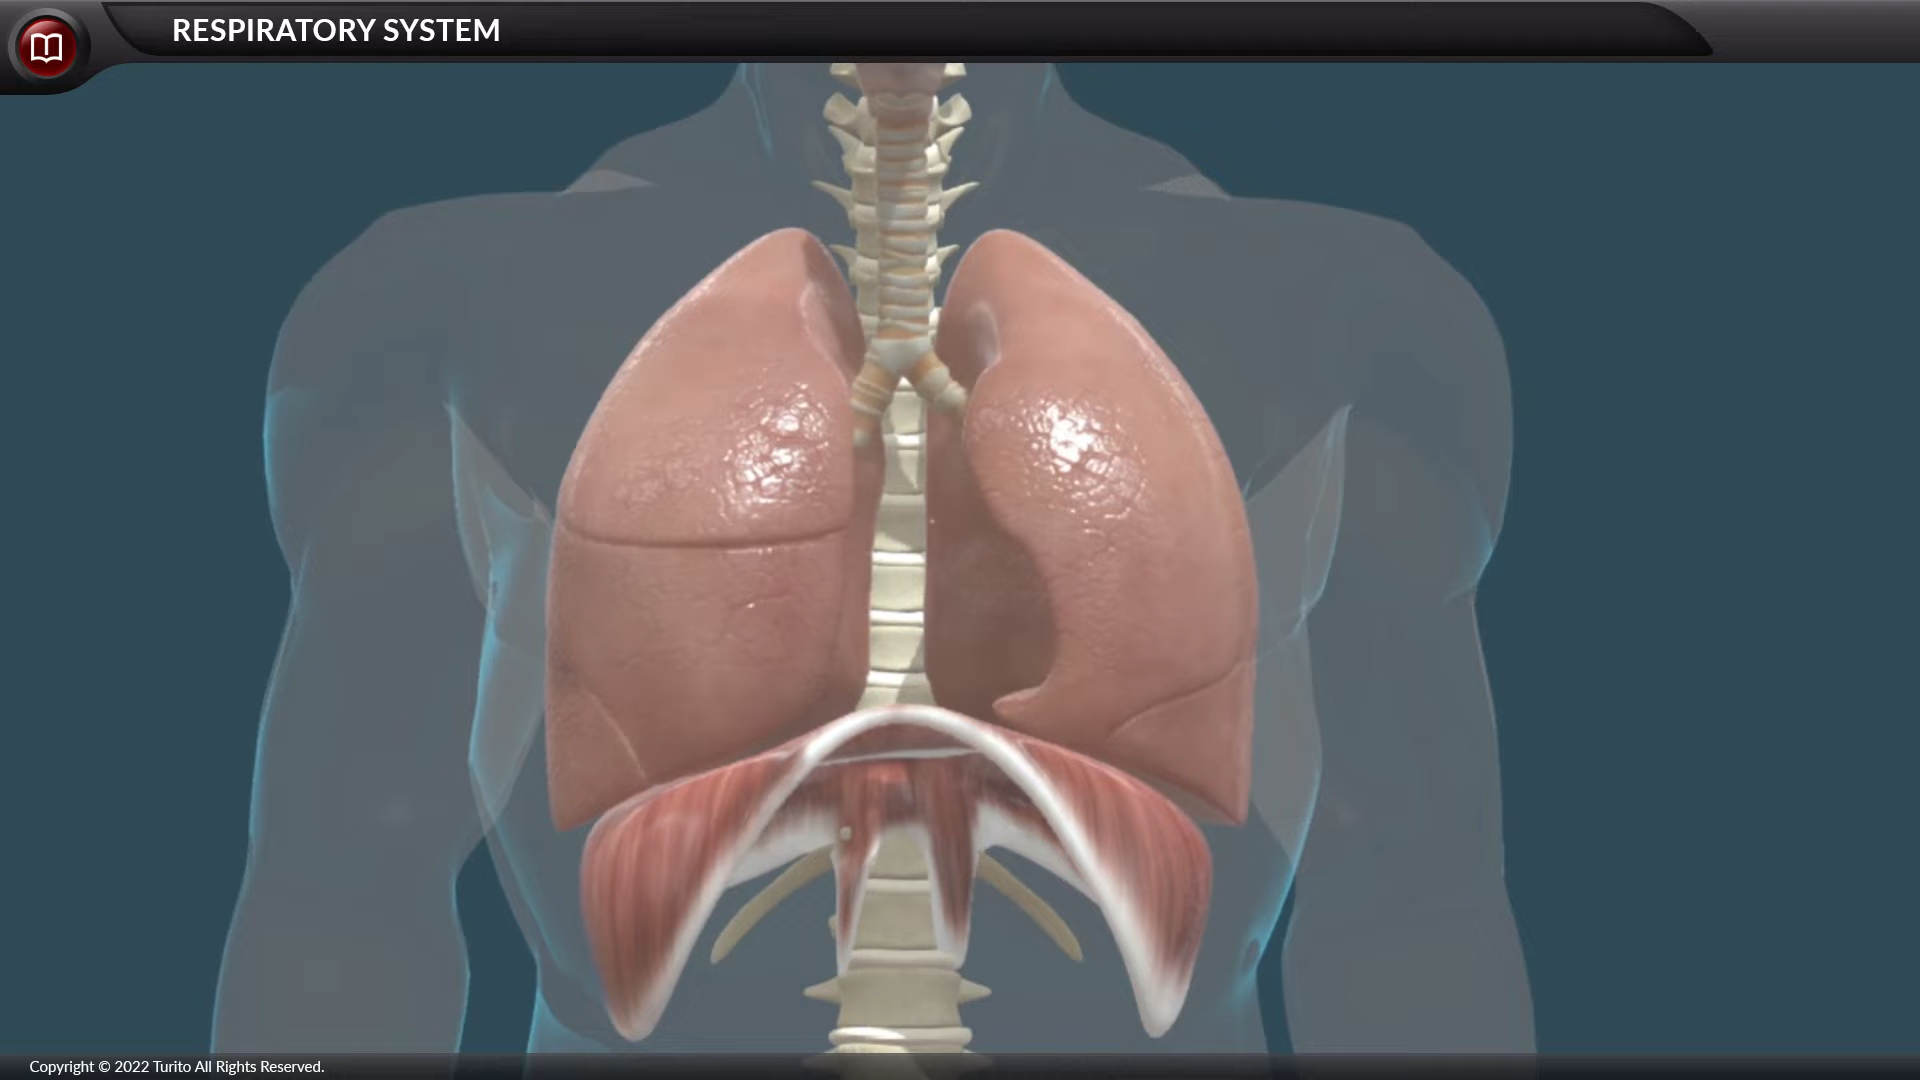 RESPIRATORY SYSTEM
Copyright © 2022 Turito All Rights Reserved.